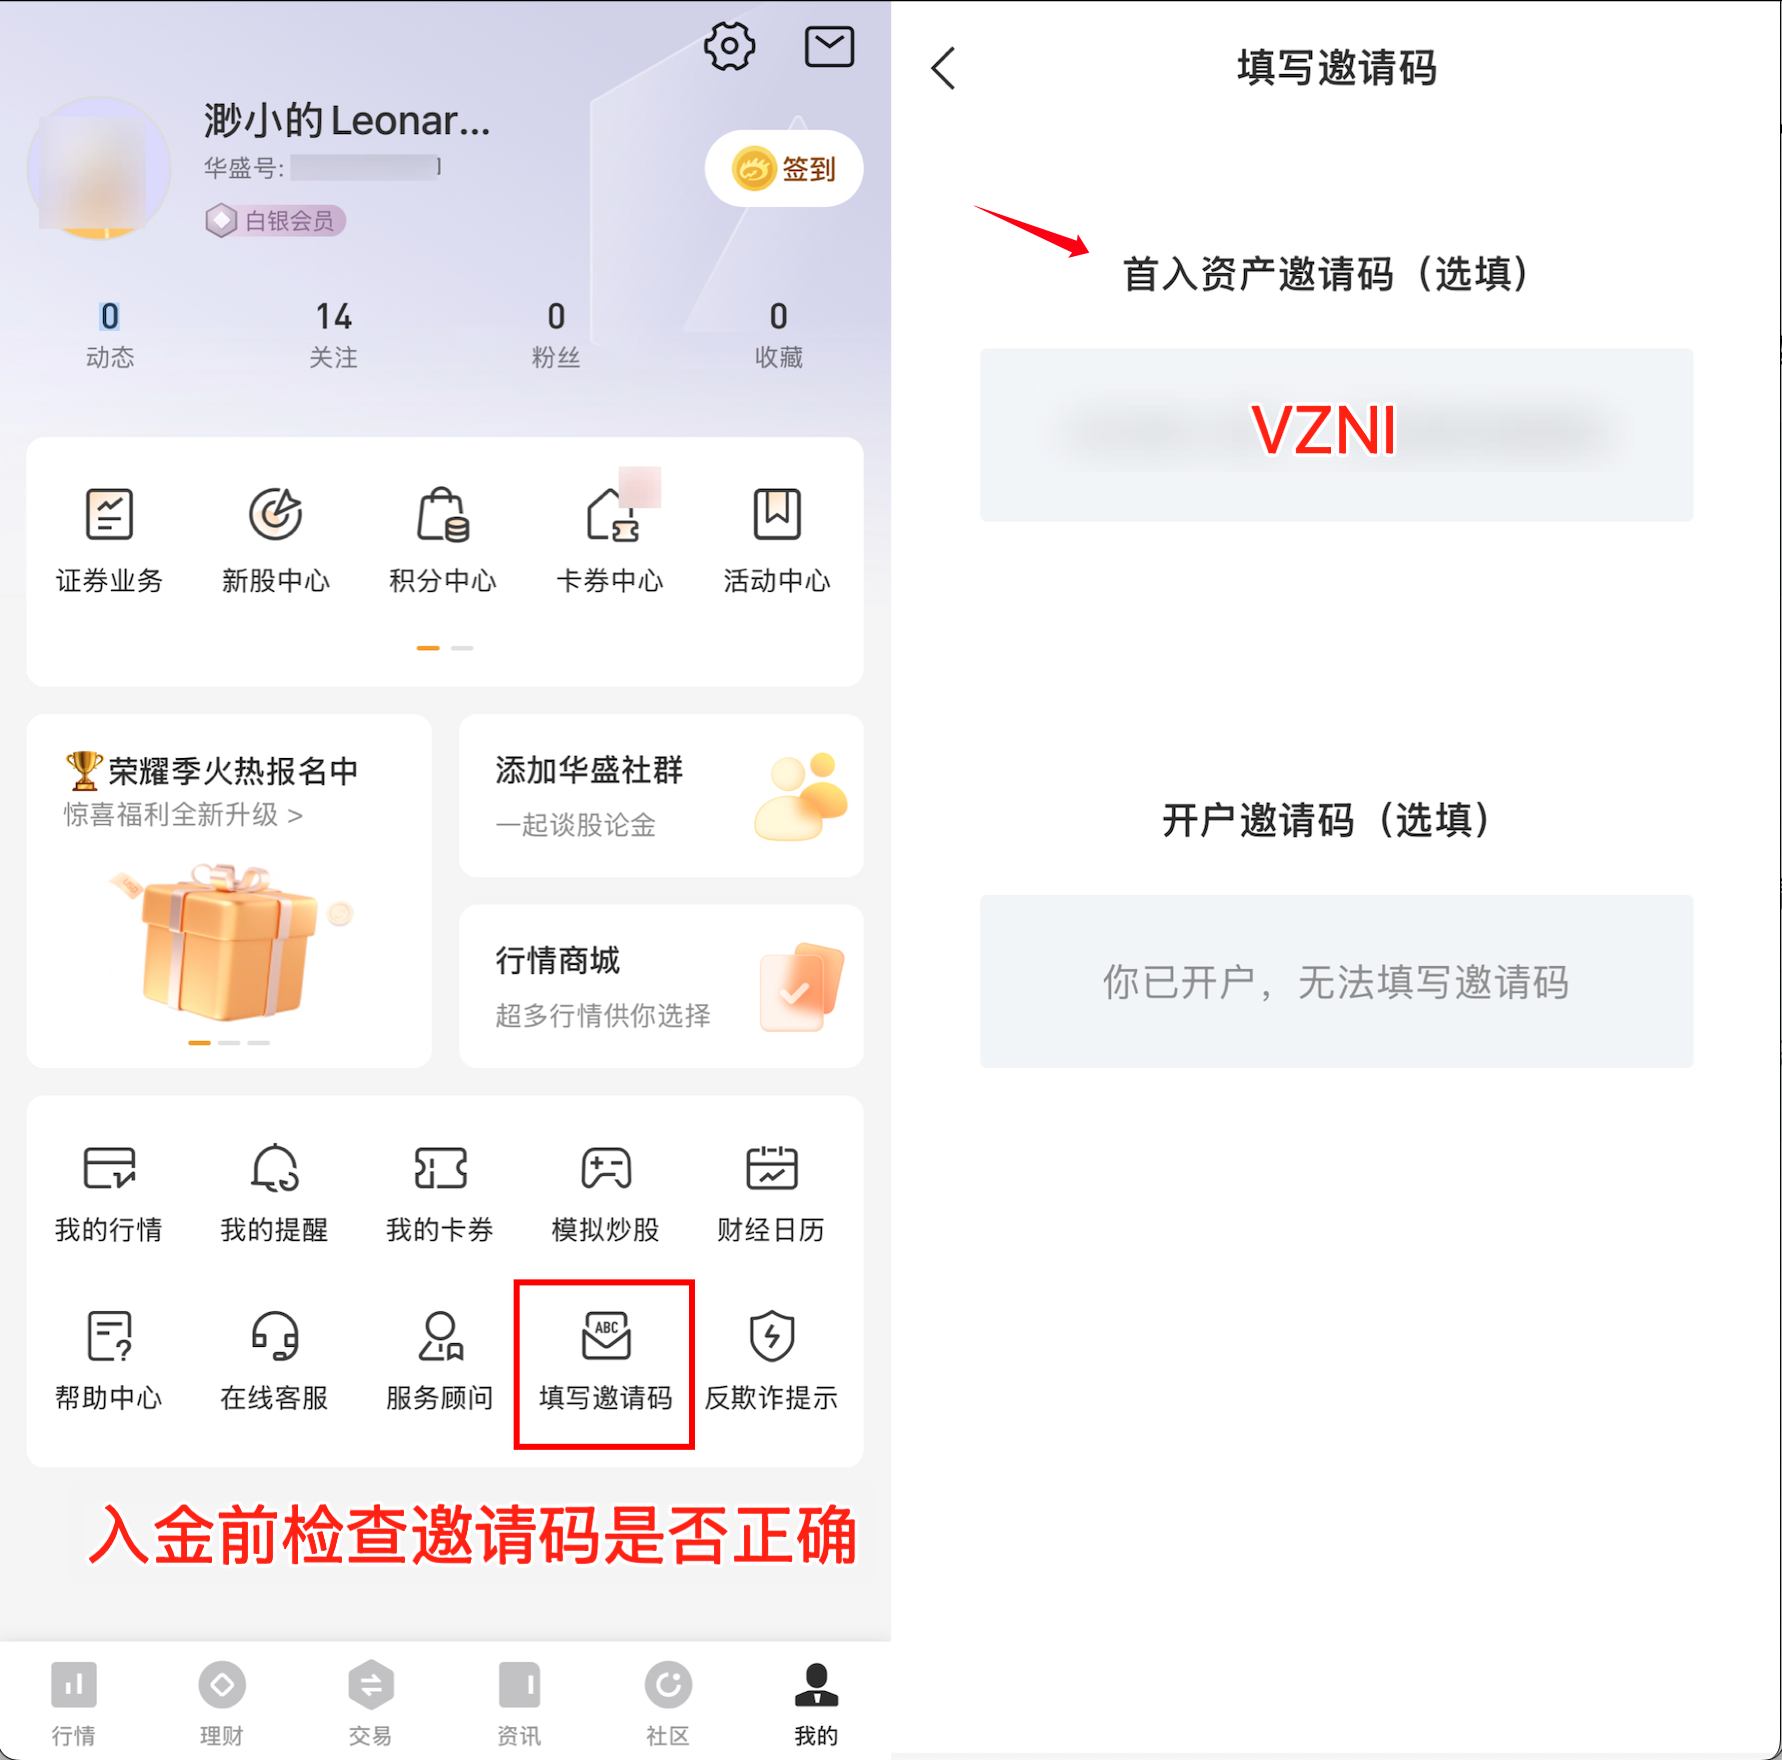 渺小的Leonar...
华盛号:
白银会员
签到
0
14
0
0
动态
关注
粉丝
收藏
证券业务
新股中心
积分中心
卡券中心
活动中心
荣耀季火热报名中
惊喜福利全新升级 >
添加华盛社群
一起谈股论金
行情商城
超多行情供你选择
我的行情
我的提醒
我的卡券
模拟炒股
财经日历
ABC
帮助中心
在线客服
服务顾问
填写邀请码
反欺诈提示
入金前检查邀请码是否正确
行情
理财
交易
资讯
社区
我的
填写邀请码
首入资产邀请码（选填）
VZNI
开户邀请码（选填）
你已开户，无法填写邀请码